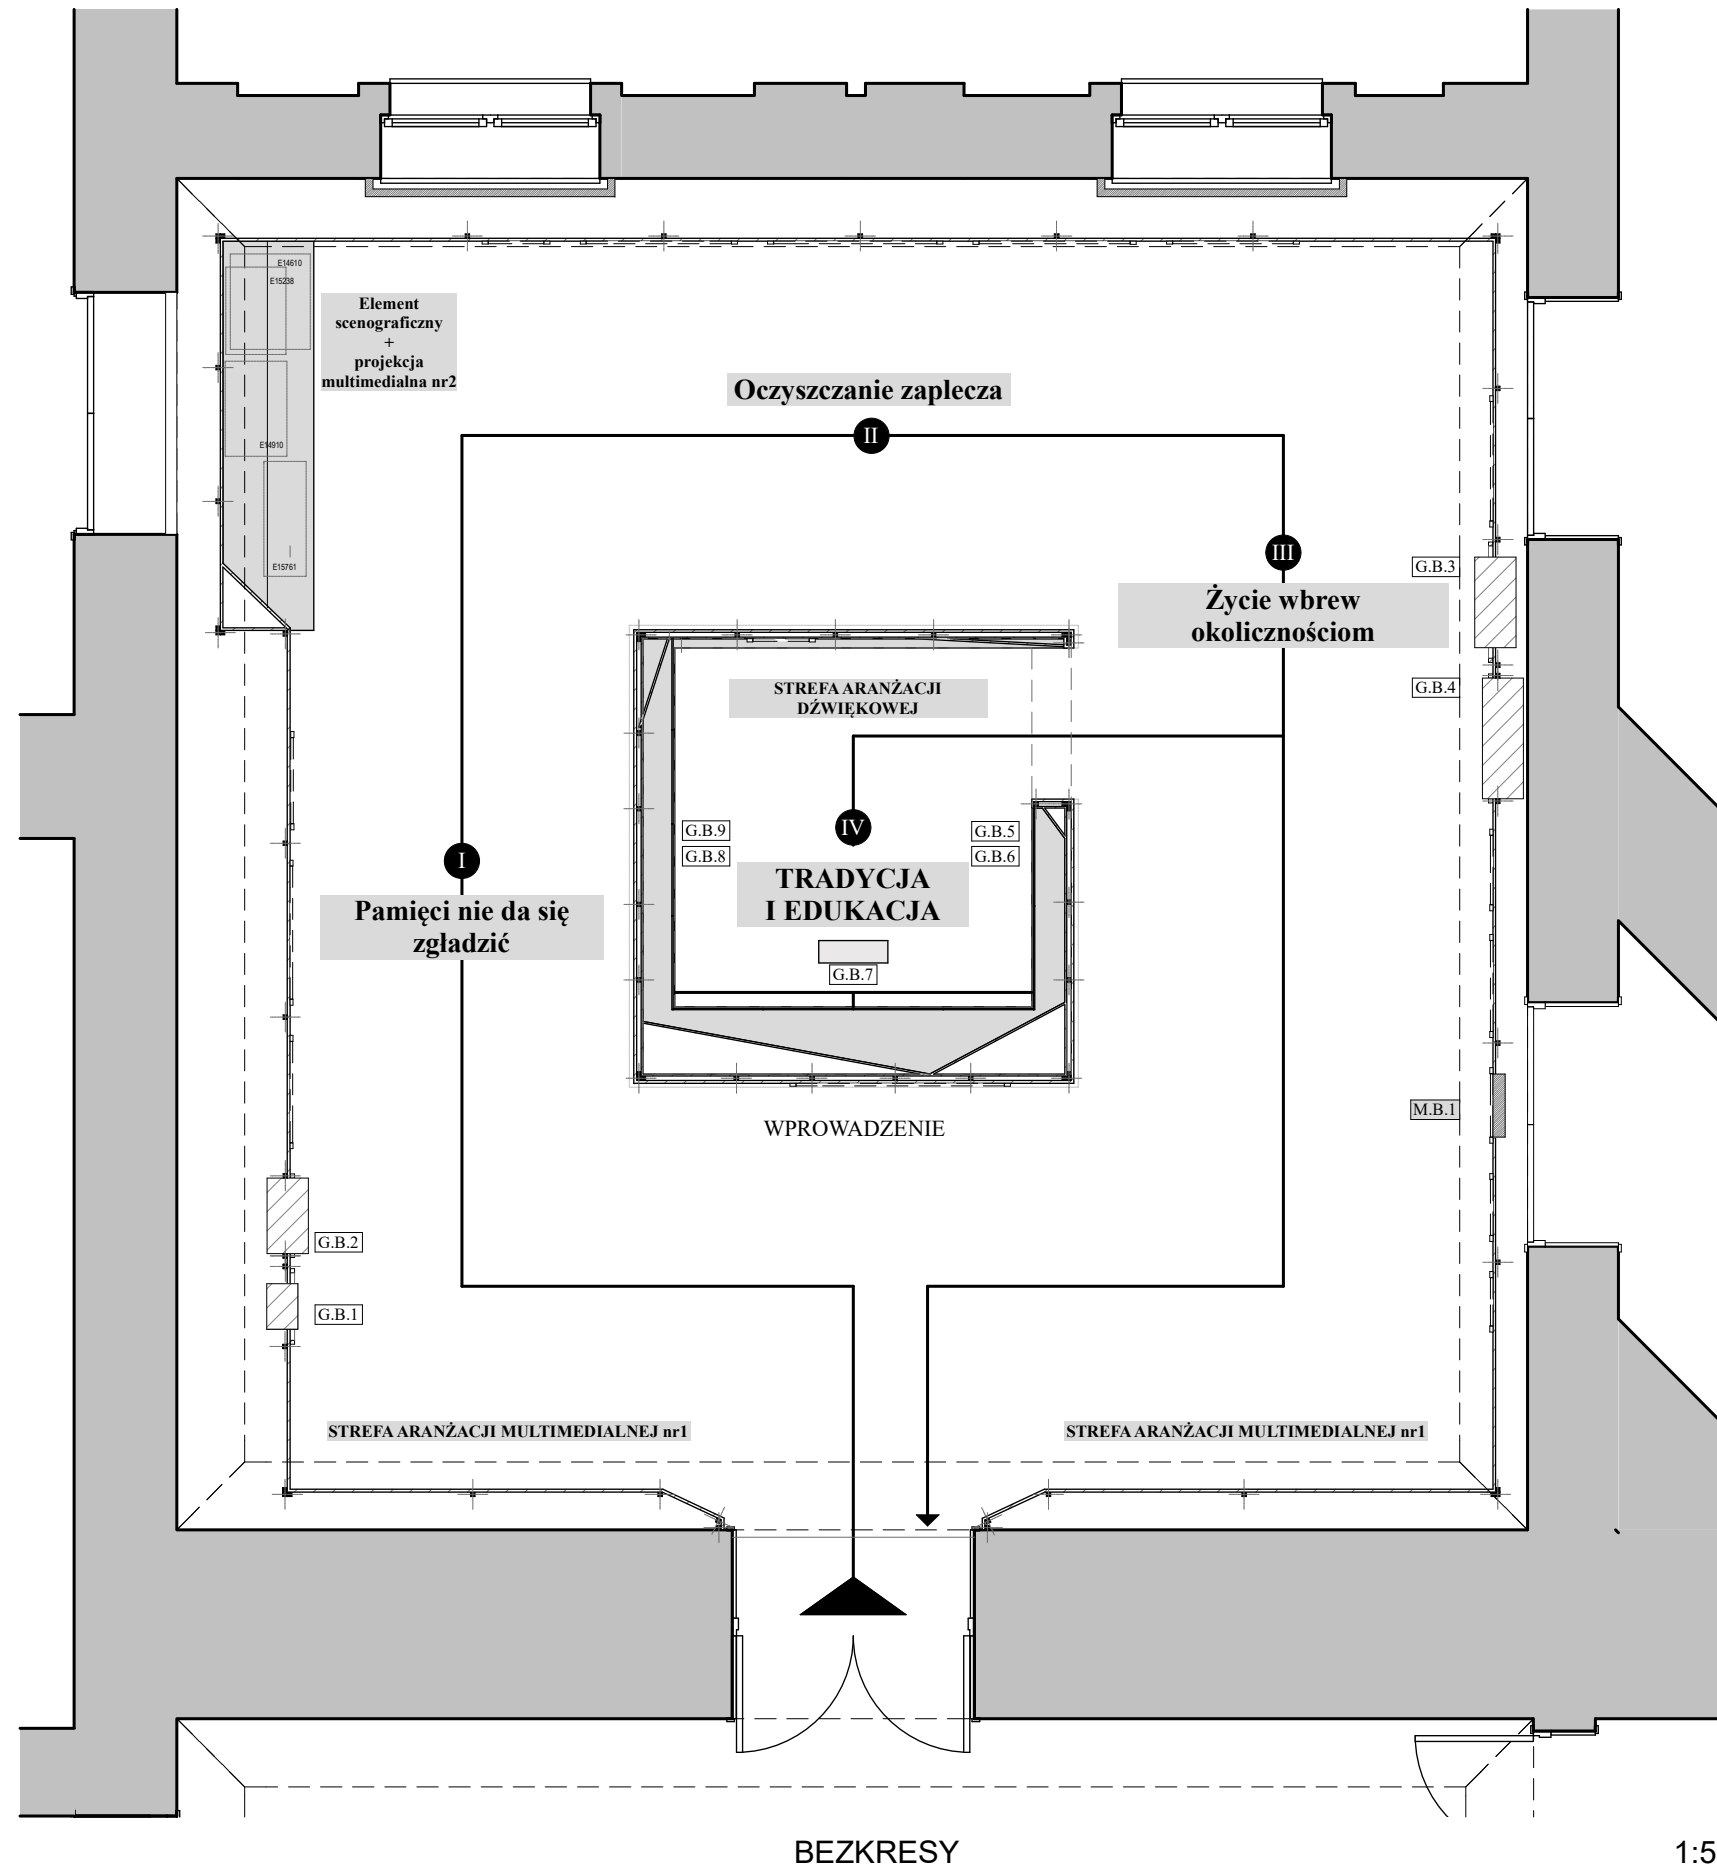 E14610
E15238
Element
scenograficzny
+
projekcja
multimedialna nr2
Oczyszczanie zaplecza
II
E14910
III
G.B.3
E15761
Życie wbrew
okolicznościom
STREFA ARANŻACJI
DŹWIĘKOWEJ
G.B.4
G.B.9
IV
G.B.5
G.B.8
G.B.6
I
TRADYCJA
I EDUKACJA
Pamięci nie da się
zgładzić
G.B.7
M.B.1
WPROWADZENIE
G.B.2
G.B.1
STREFA ARANŻACJI MULTIMEDIALNEJ nr1
STREFA ARANŻACJI MULTIMEDIALNEJ nr1
BEZKRESY
1:5